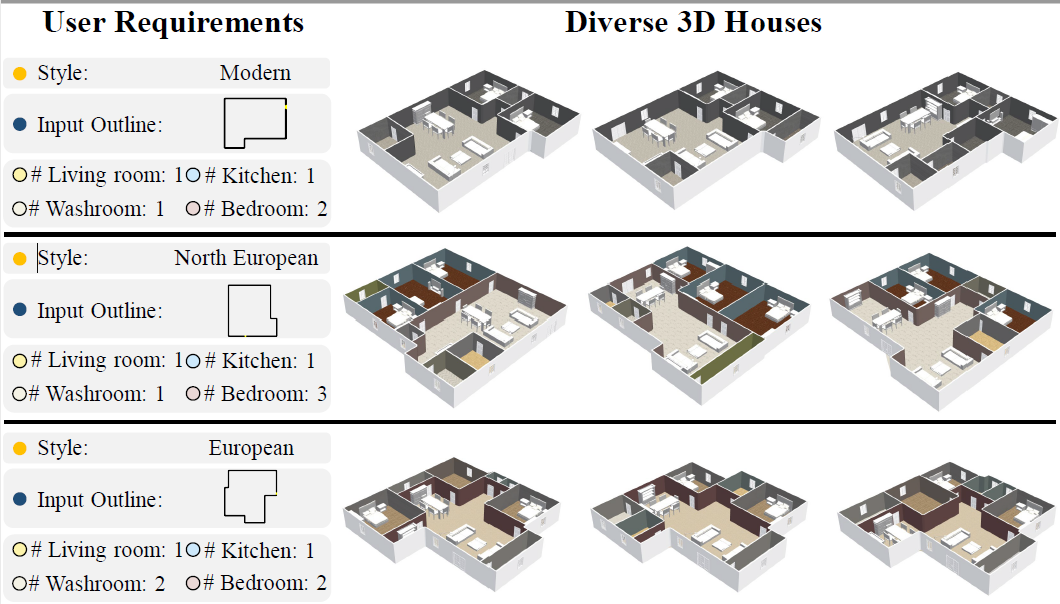 User Requirements
Diverse 3D Houses
Style: Modern
Input Outline:
# Living room: 1 # Kitchen: 1
# Washroom: 1 # Bedroom: 2
Style: North European
Input Outline:
# Living room: 1 # Kitchen: 1
# Washroom: 1 # Bedroom: 3
Style: European
Input Outline:
# Living room: 1 # Kitchen: 1
# Washroom: 2 # Bedroom: 2